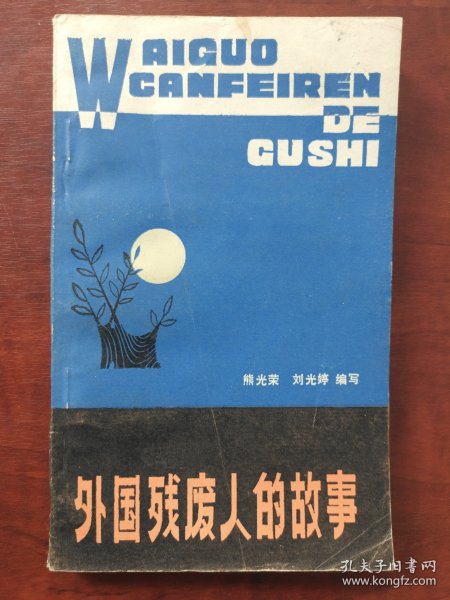 WAIGUO
CANFEIREN
DE
GUSHI
熊光荣 刘光婷 编写
外国残废人的故事
孔夫子旧书网
www.kongfz.com